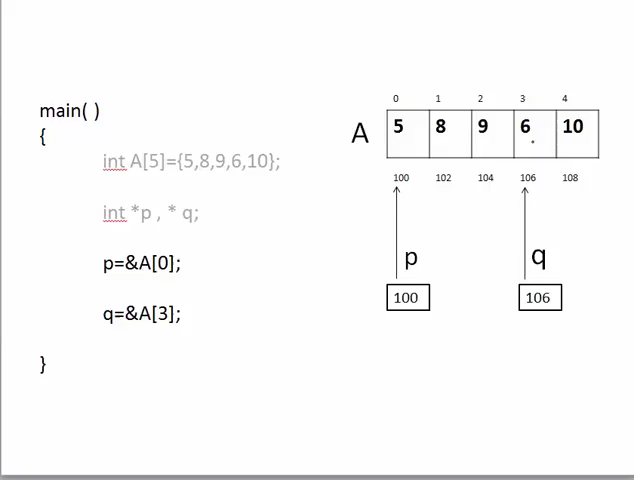 main( )
{
int A[5]={5,8,9,6,10};
int *p , * q;
p=&A[0];
q=&A[3];
}
0 1 2 3 4
A 5 8 9 6 10
100 102 104 106 108
p q
100 106